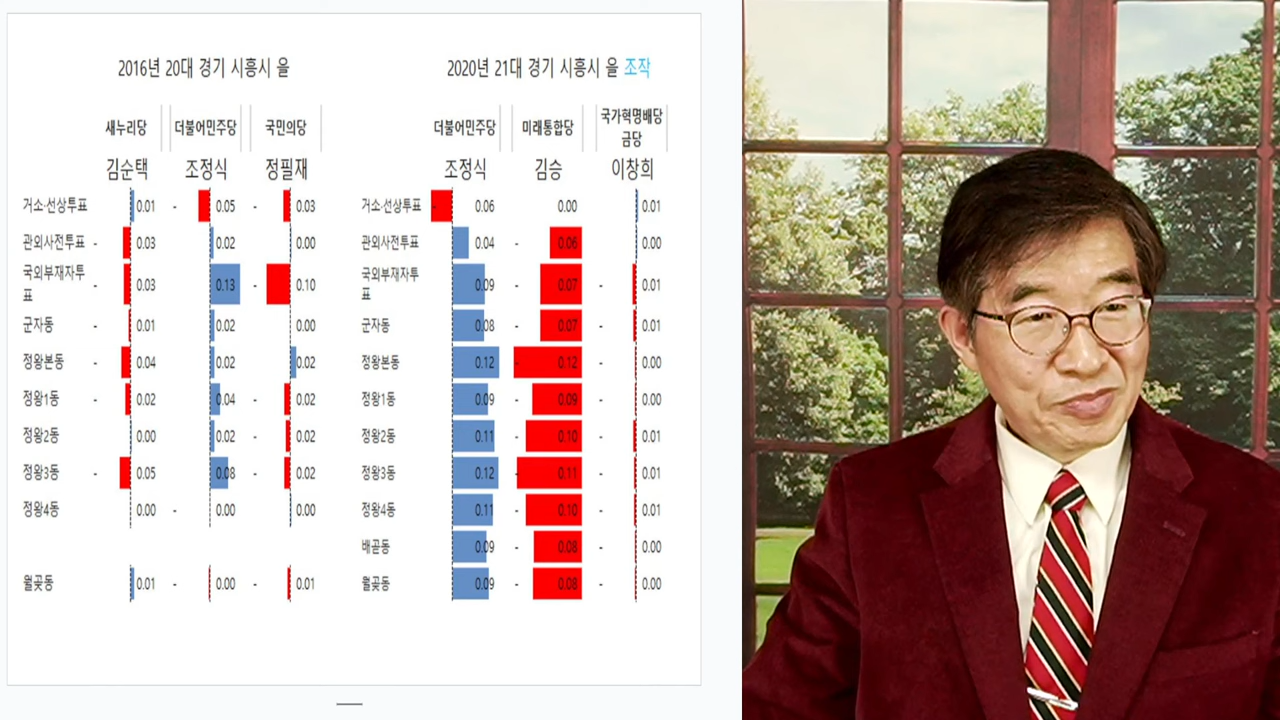 2016년 20대 경기 시흥시 을
새누리당 더불어민주당 국민의당
김순택 조정식 정필재
거소·선상투표 0.01 - 0.05 - 0.03
관외사전투표 - 0.03 0.02 0.00
국외부재자투표 - 0.03 0.13 - 0.10
군자동 - 0.01 0.02 0.00
정왕본동 - 0.04 0.02 0.02
정왕1동 - 0.02 0.04 - 0.02
정왕2동 0.00 0.02 - 0.02
정왕3동 - 0.05 0.08 - 0.02
정왕4동 0.00 - 0.00 0.00
월곶동 0.01 - 0.00 - 0.01
2020년 21대 경기 시흥시 을 조작
더불어민주당 미래통합당 국가혁명배당금당
조정식 김승 이창희
거소·선상투표 - 0.06 0.00 0.01
관외사전투표 0.04 - 0.06 0.00
국외부재자투표 0.09 - 0.07 - 0.01
군자동 0.08 - 0.07 - 0.01
정왕본동 0.12 - 0.12 - 0.00
정왕1동 0.09 - 0.09 - 0.00
정왕2동 0.11 - 0.10 - 0.01
정왕3동 0.12 - 0.11 - 0.01
정왕4동 0.11 - 0.10 - 0.01
배곧동 0.09 - 0.08 - 0.00
월곶동 0.09 - 0.08 - 0.00